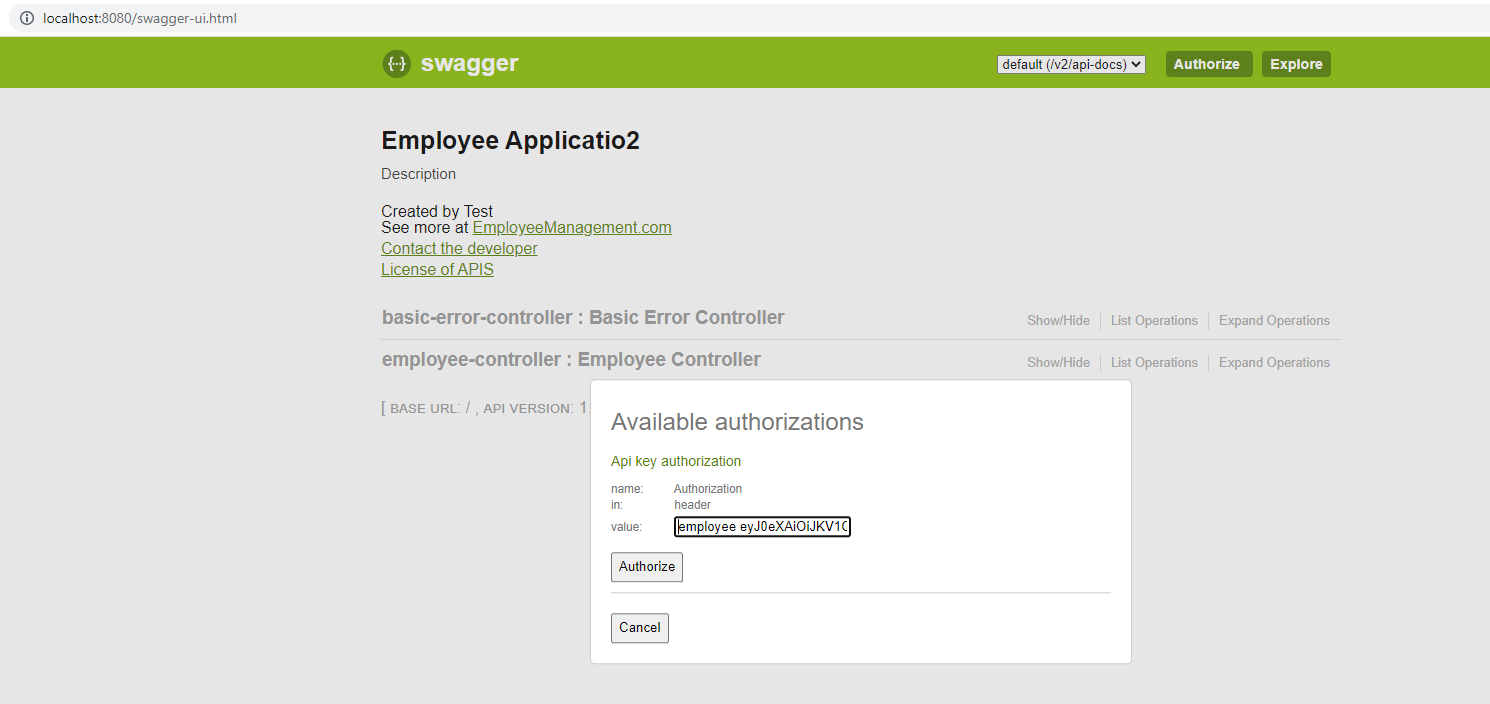 localhost:8080/swagger-ui.html
{··} swagger default (/v2/api-docs) Authorize Explore
Employee Applicatio2
Description
Created by Test
See more at EmployeeManagement.com
Contact the developer
License of APIS
basic-error-controller : Basic Error Controller Show/Hide List Operations Expand Operations
employee-controller : Employee Controller Show/Hide List Operations Expand Operations
[ BASE URL: / , API VERSION: 1.
Available authorizations
Api key authorization
name: Authorization
in: header
value: employee eyJ0eXAiOiJKV1
Authorize
Cancel